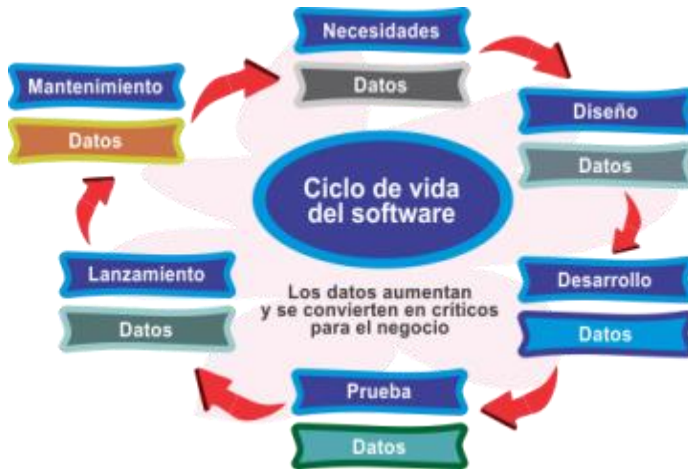 Necesidades
Datos
Diseño
Datos
Desarrollo
Datos
Prueba
Datos
Lanzamiento
Datos
Mantenimiento
Datos
Ciclo de vida
del software
Los datos aumentan
y se convierten en críticos
para el negocio